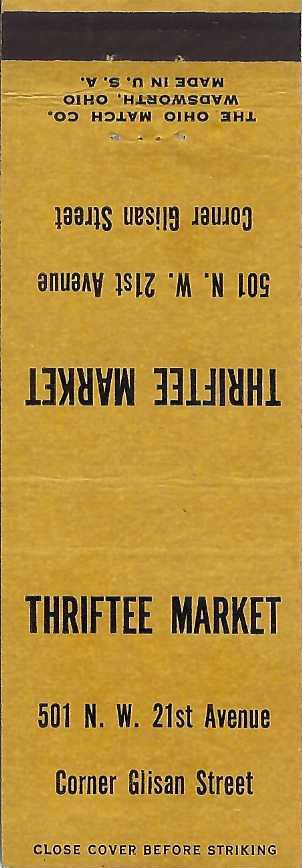 THE OHIO MATCH CO.
WADSWORTH, OHIO
MADE IN U. S. A.
THRIFTEE MARKET
501 N. W. 21st Avenue
Corner Glisan Street
THRIFTEE MARKET
501 N. W. 21st Avenue
Corner Glisan Street
CLOSE COVER BEFORE STRIKING